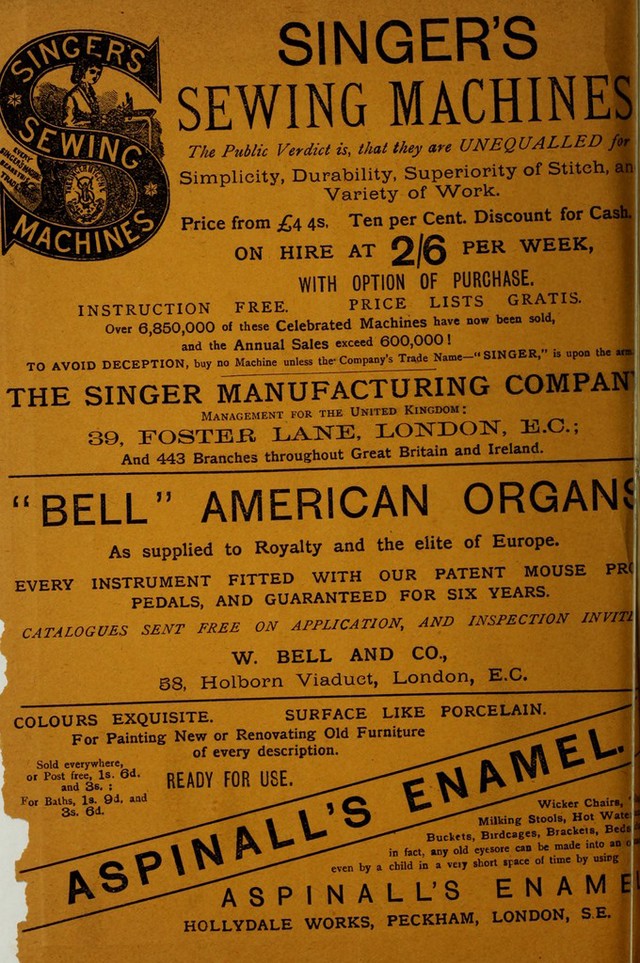 SINGER'S
SEWING
MACHINES
EVERY
TRADE
SINGER'S
SEWING MACHINES
The Public Verdict is, that they are UNEQUALLED for
Simplicity, Durability, Superiority of Stitch, an
Variety of Work.
Price from £4 4s. Ten per Cent. Discount for Cash.
ON HIRE AT 2/6 PER WEEK,
WITH OPTION OF PURCHASE.
INSTRUCTION FREE. PRICE LISTS GRATIS.
Over 6,850,000 of these Celebrated Machines have now been sold,
and the Annual Sales exceed 600,000!
TO AVOID DECEPTION, buy no Machine unless the Company's Trade Name—"SINGER," is upon the arm
THE SINGER MANUFACTURING COMPAN
MANAGEMENT FOR THE UNITED KINGDOM:
39, FOSTER LANE, LONDON, E.C.;
And 443 Branches throughout Great Britain and Ireland.
"BELL" AMERICAN ORGANS
As supplied to Royalty and the elite of Europe.
EVERY INSTRUMENT FITTED WITH OUR PATENT MOUSE PRO
PEDALS, AND GUARANTEED FOR SIX YEARS.
CATALOGUES SENT FREE ON APPLICATION, AND INSPECTION INVITE
W. BELL AND CO.,
58, Holborn Viaduct, London, E.C.
COLOURS EXQUISITE. SURFACE LIKE PORCELAIN.
For Painting New or Renovating Old Furniture
of every description.
Sold everywhere,
or Post free, 1s. 6d.
and 3s. ;
For Baths, 1s. 9d. and
3s. 6d.
READY FOR USE.
ASPINALL'S ENAMEL.
Wicker Chairs,
Milking Stools, Hot Wate
Buckets, Birdcages, Brackets, Beds
in fact, any old eyesore can be made into an o
even by a child in a very short space of time by using
ASPINALL'S ENAMEL
HOLLYDALE WORKS, PECKHAM, LONDON, S.E.